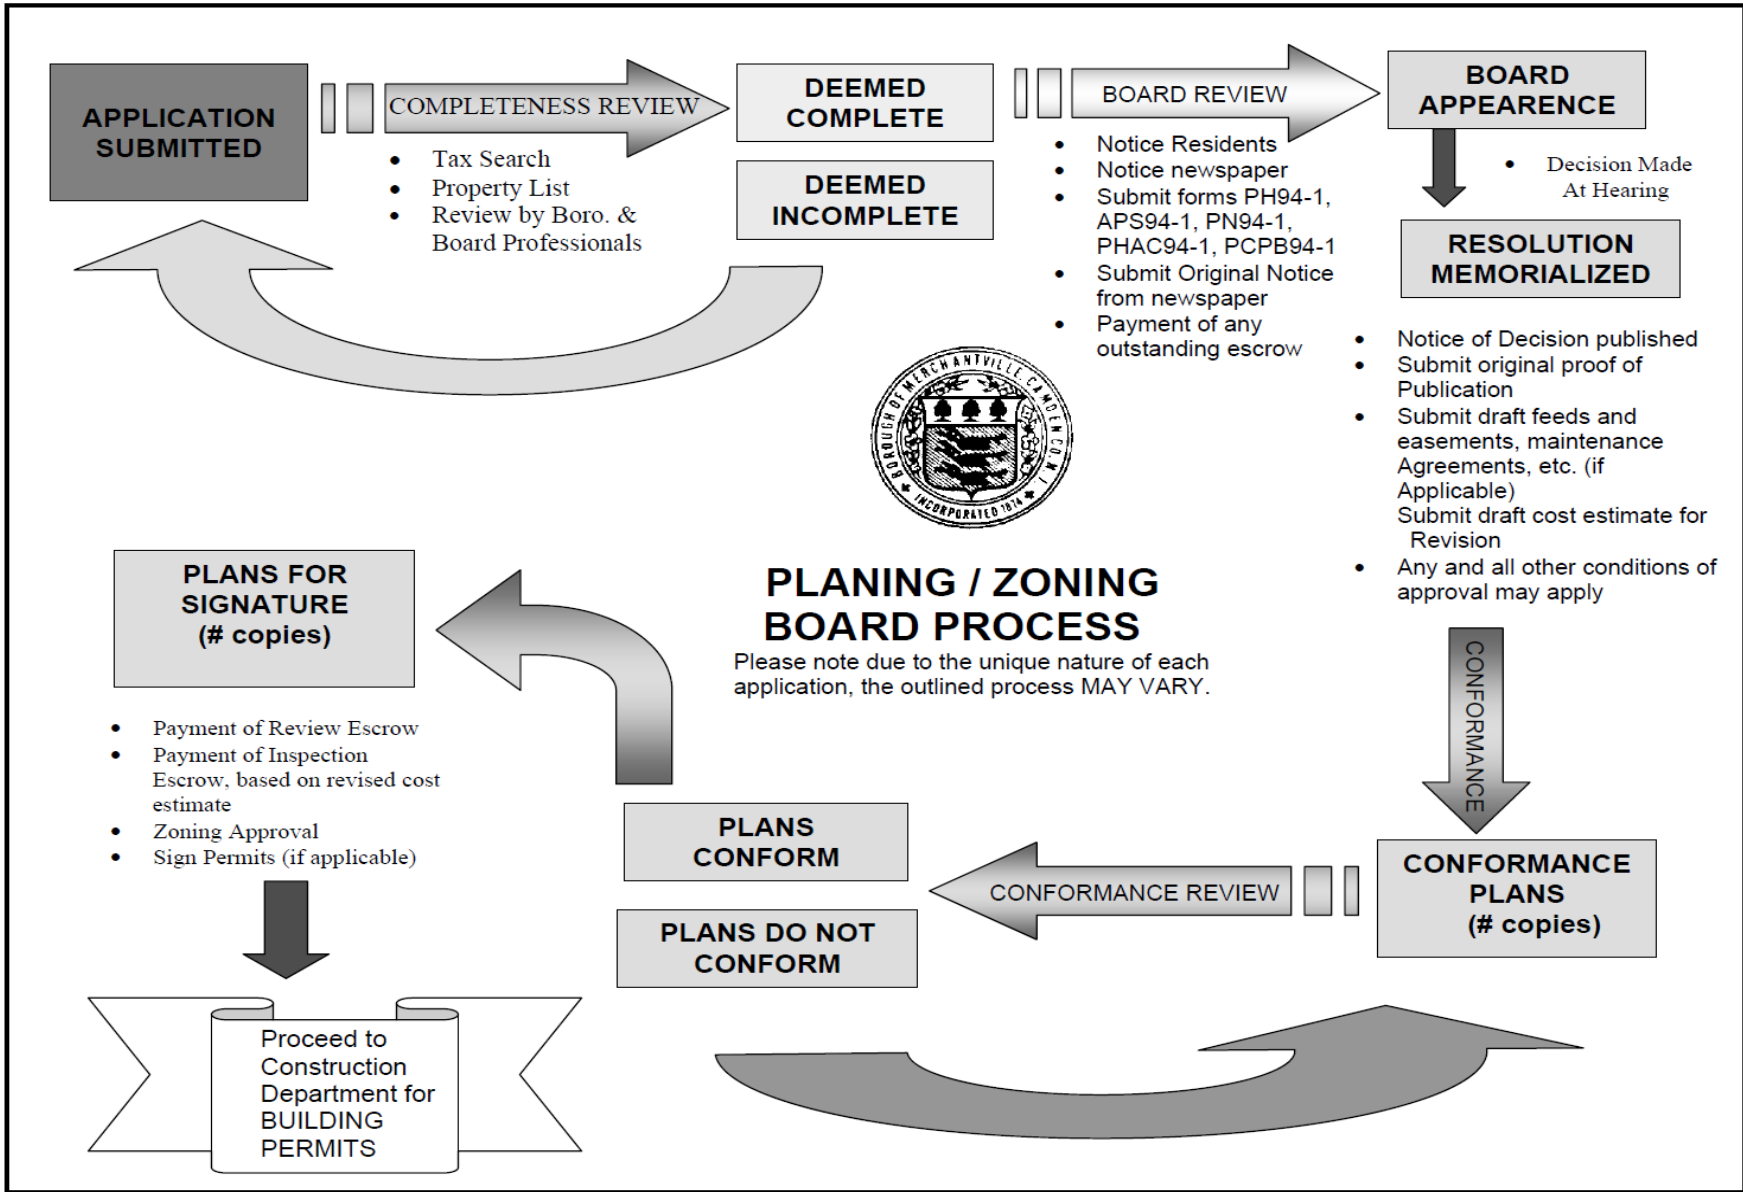 APPLICATION
SUBMITTED
COMPLETENESS REVIEW
• Tax Search
• Property List
• Review by Boro. &
Board Professionals
DEEMED
COMPLETE
DEEMED
INCOMPLETE
BOARD REVIEW
• Notice Residents
• Notice newspaper
• Submit forms PH94-1,
APS94-1, PN94-1,
PHAC94-1, PCPB94-1
• Submit Original Notice
from newspaper
• Payment of any
outstanding escrow
BOARD
APPEARENCE
• Decision Made
At Hearing
RESOLUTION
MEMORIALIZED
• Notice of Decision published
• Submit original proof of
Publication
• Submit draft feeds and
easements, maintenance
Agreements, etc. (if
Applicable)
Submit draft cost estimate for
Revision
• Any and all other conditions of
approval may apply
CONFORMANCE
CONFORMANCE
PLANS
(# copies)
CONFORMANCE REVIEW
PLANS
CONFORM
PLANS DO NOT
CONFORM
BOROUGH OF MERCHANTVILLE, CAMDEN CO. N.J.
INCORPORATED 1874
PLANING / ZONING
BOARD PROCESS
Please note due to the unique nature of each
application, the outlined process MAY VARY.
PLANS FOR
SIGNATURE
(# copies)
• Payment of Review Escrow
• Payment of Inspection
Escrow, based on revised cost
estimate
• Zoning Approval
• Sign Permits (if applicable)
Proceed to
Construction
Department for
BUILDING
PERMITS